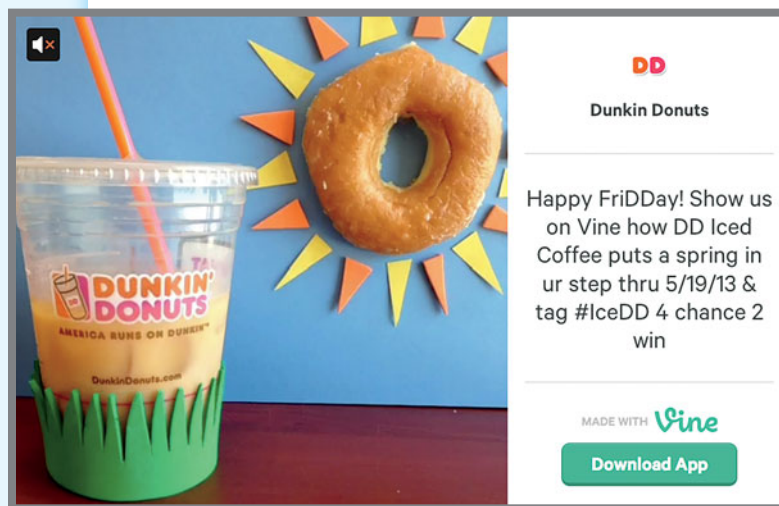 DUNKIN'
DONUTS
AMERICA RUNS ON DUNKIN'™
DunkinDonuts.com
DD
Dunkin Donuts
Happy FriDDay! Show us
on Vine how DD Iced
Coffee puts a spring in
ur step thru 5/19/13 &
tag #IceDD 4 chance 2
win
MADE WITH Vine
Download App